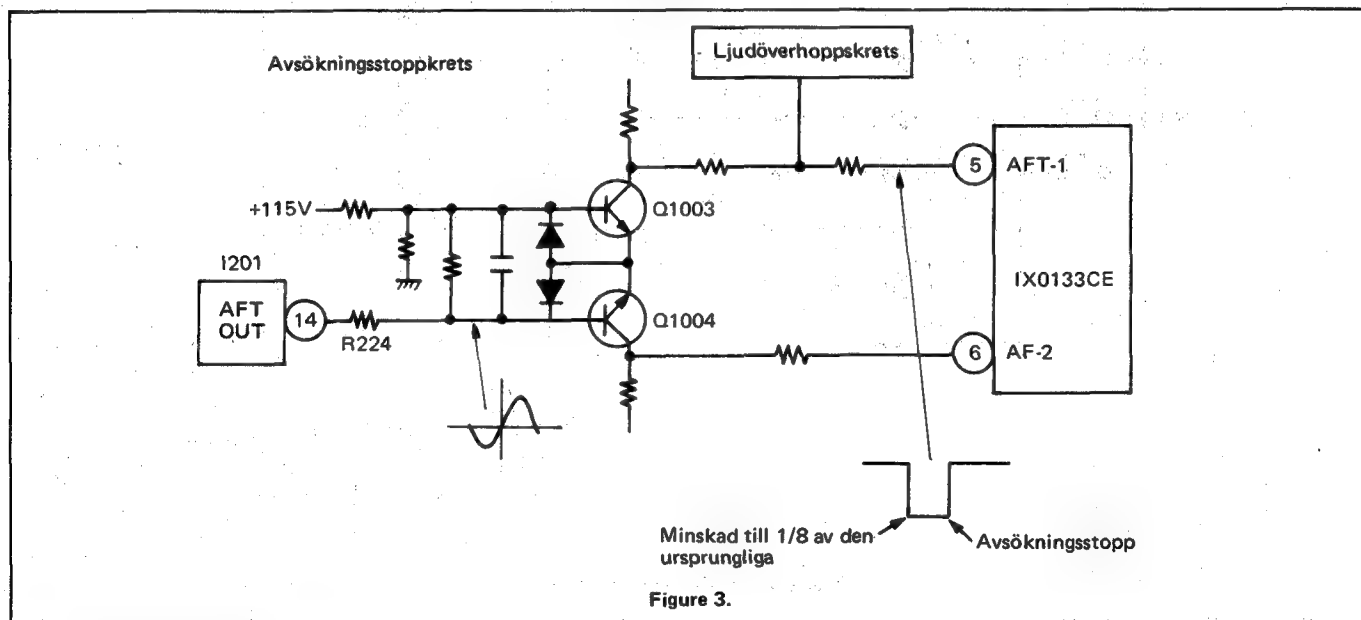 Avsökningsstoppkrets
Ljudöverhoppskrets
+115V
Q1003
5
AFT-1
I201
AFT
OUT
14
R224
Q1004
IX0133CE
6
AF-2
Minskad till 1/8 av den
ursprungliga
Avsökningsstopp
Figure 3.